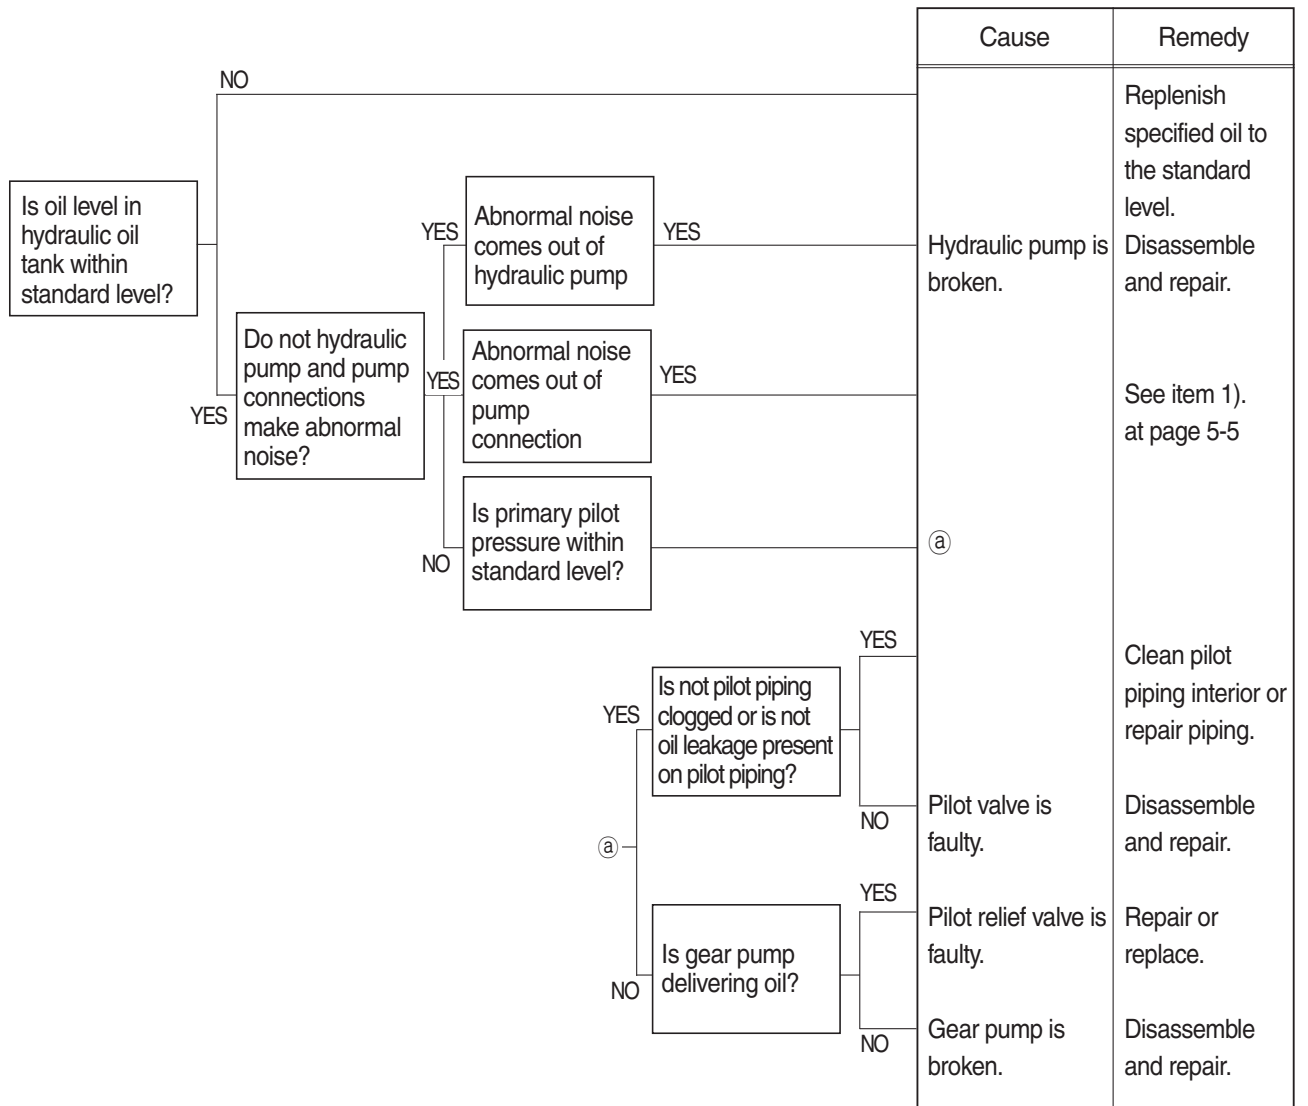 Cause
Remedy
NO
Replenish
specified oil to
the standard
level.
Is oil level in
hydraulic oil
tank within
standard level?
YES
Abnormal noise
comes out of
hydraulic pump
YES
Hydraulic pump is
broken.
Disassemble
and repair.
YES
Do not hydraulic
pump and pump
connections
make abnormal
noise?
YES
Abnormal noise
comes out of
pump
connection
YES
See item 1).
at page 5-5
NO
Is primary pilot
pressure within
standard level?
ⓐ
ⓐ
YES
Is not pilot piping
clogged or is not
oil leakage present
on pilot piping?
YES
Clean pilot
piping interior or
repair piping.
NO
Pilot valve is
faulty.
Disassemble
and repair.
NO
Is gear pump
delivering oil?
YES
Pilot relief valve is
faulty.
Repair or
replace.
NO
Gear pump is
broken.
Disassemble
and repair.